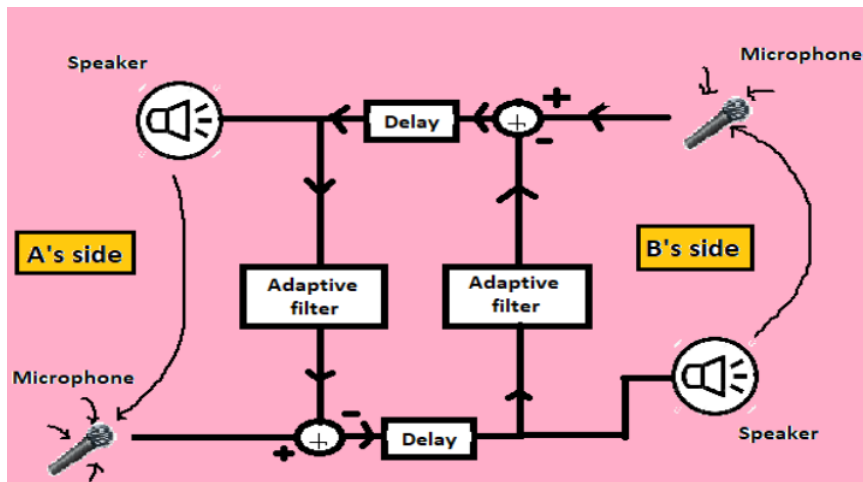 Microphone
Speaker
+
Delay
+
-
A's side
B's side
Adaptive
filter
Adaptive
filter
Microphone
-
+
Delay
+
Speaker